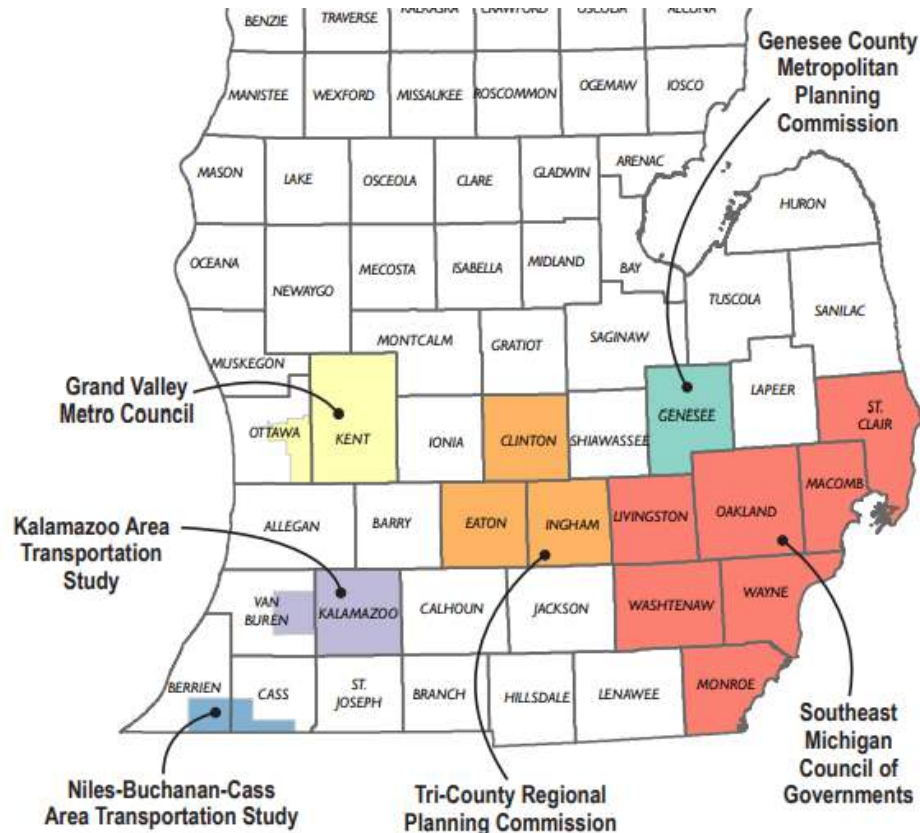 BENZIE
TRAVERSE
KALKASKA
CRAWFORD
OSCODA
ALCONA
Genesee County
Metropolitan
Planning
Commission
MANISTEE
WEXFORD
MISSAUKEE
ROSCOMMON
OGEMAW
IOSCO
MASON
LAKE
OSCEOLA
CLARE
GLADWIN
ARENAC
HURON
OCEANA
NEWAYGO
MECOSTA
ISABELLA
MIDLAND
BAY
TUSCOLA
SANILAC
MUSKEGON
MONTCALM
GRATIOT
SAGINAW
Grand Valley
Metro Council
OTTAWA
KENT
IONIA
CLINTON
SHIAWASSEE
GENESEE
LAPEER
ST.
CLAIR
Kalamazoo Area
Transportation
Study
ALLEGAN
BARRY
EATON
INGHAM
LIVINGSTON
OAKLAND
MACOMB
VAN
BUREN
KALAMAZOO
CALHOUN
JACKSON
WASHTENAW
WAYNE
BERRIEN
CASS
ST.
JOSEPH
BRANCH
HILLSDALE
LENAWEE
MONROE
Niles-Buchanan-Cass
Area Transportation Study
Tri-County Regional
Planning Commission
Southeast
Michigan
Council of
Governments